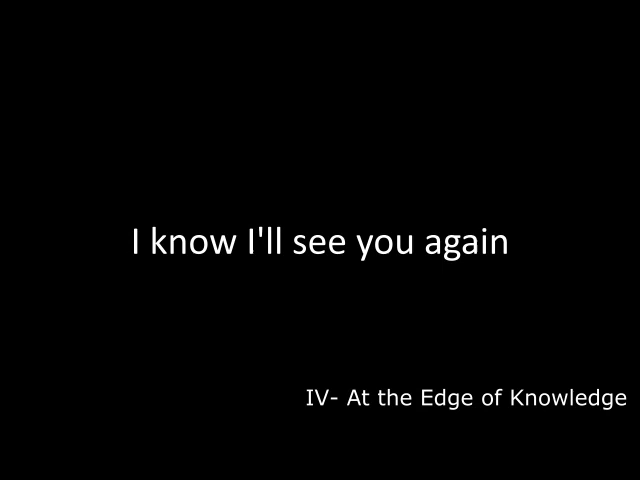 I know I'll see you again
IV- At the Edge of Knowledge